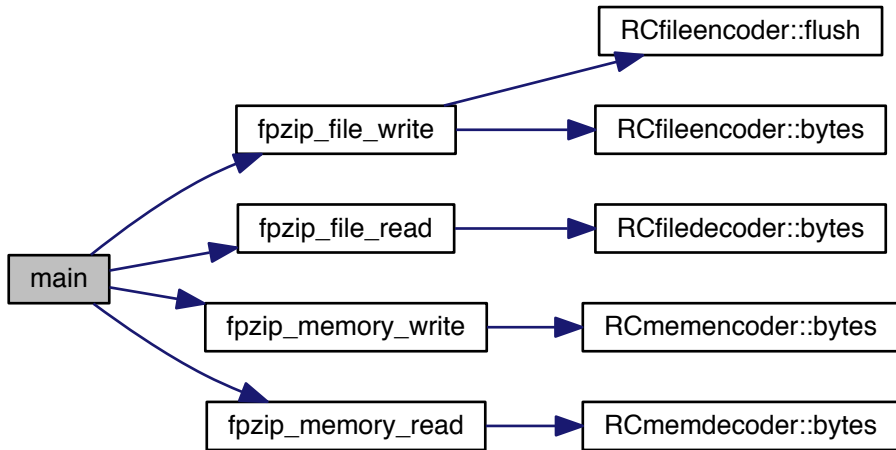 RCfileencoder::flush
fpzip_file_write
RCfileencoder::bytes
fpzip_file_read
RCfiledecoder::bytes
main
fpzip_memory_write
RCmemencoder::bytes
fpzip_memory_read
RCmemdecoder::bytes